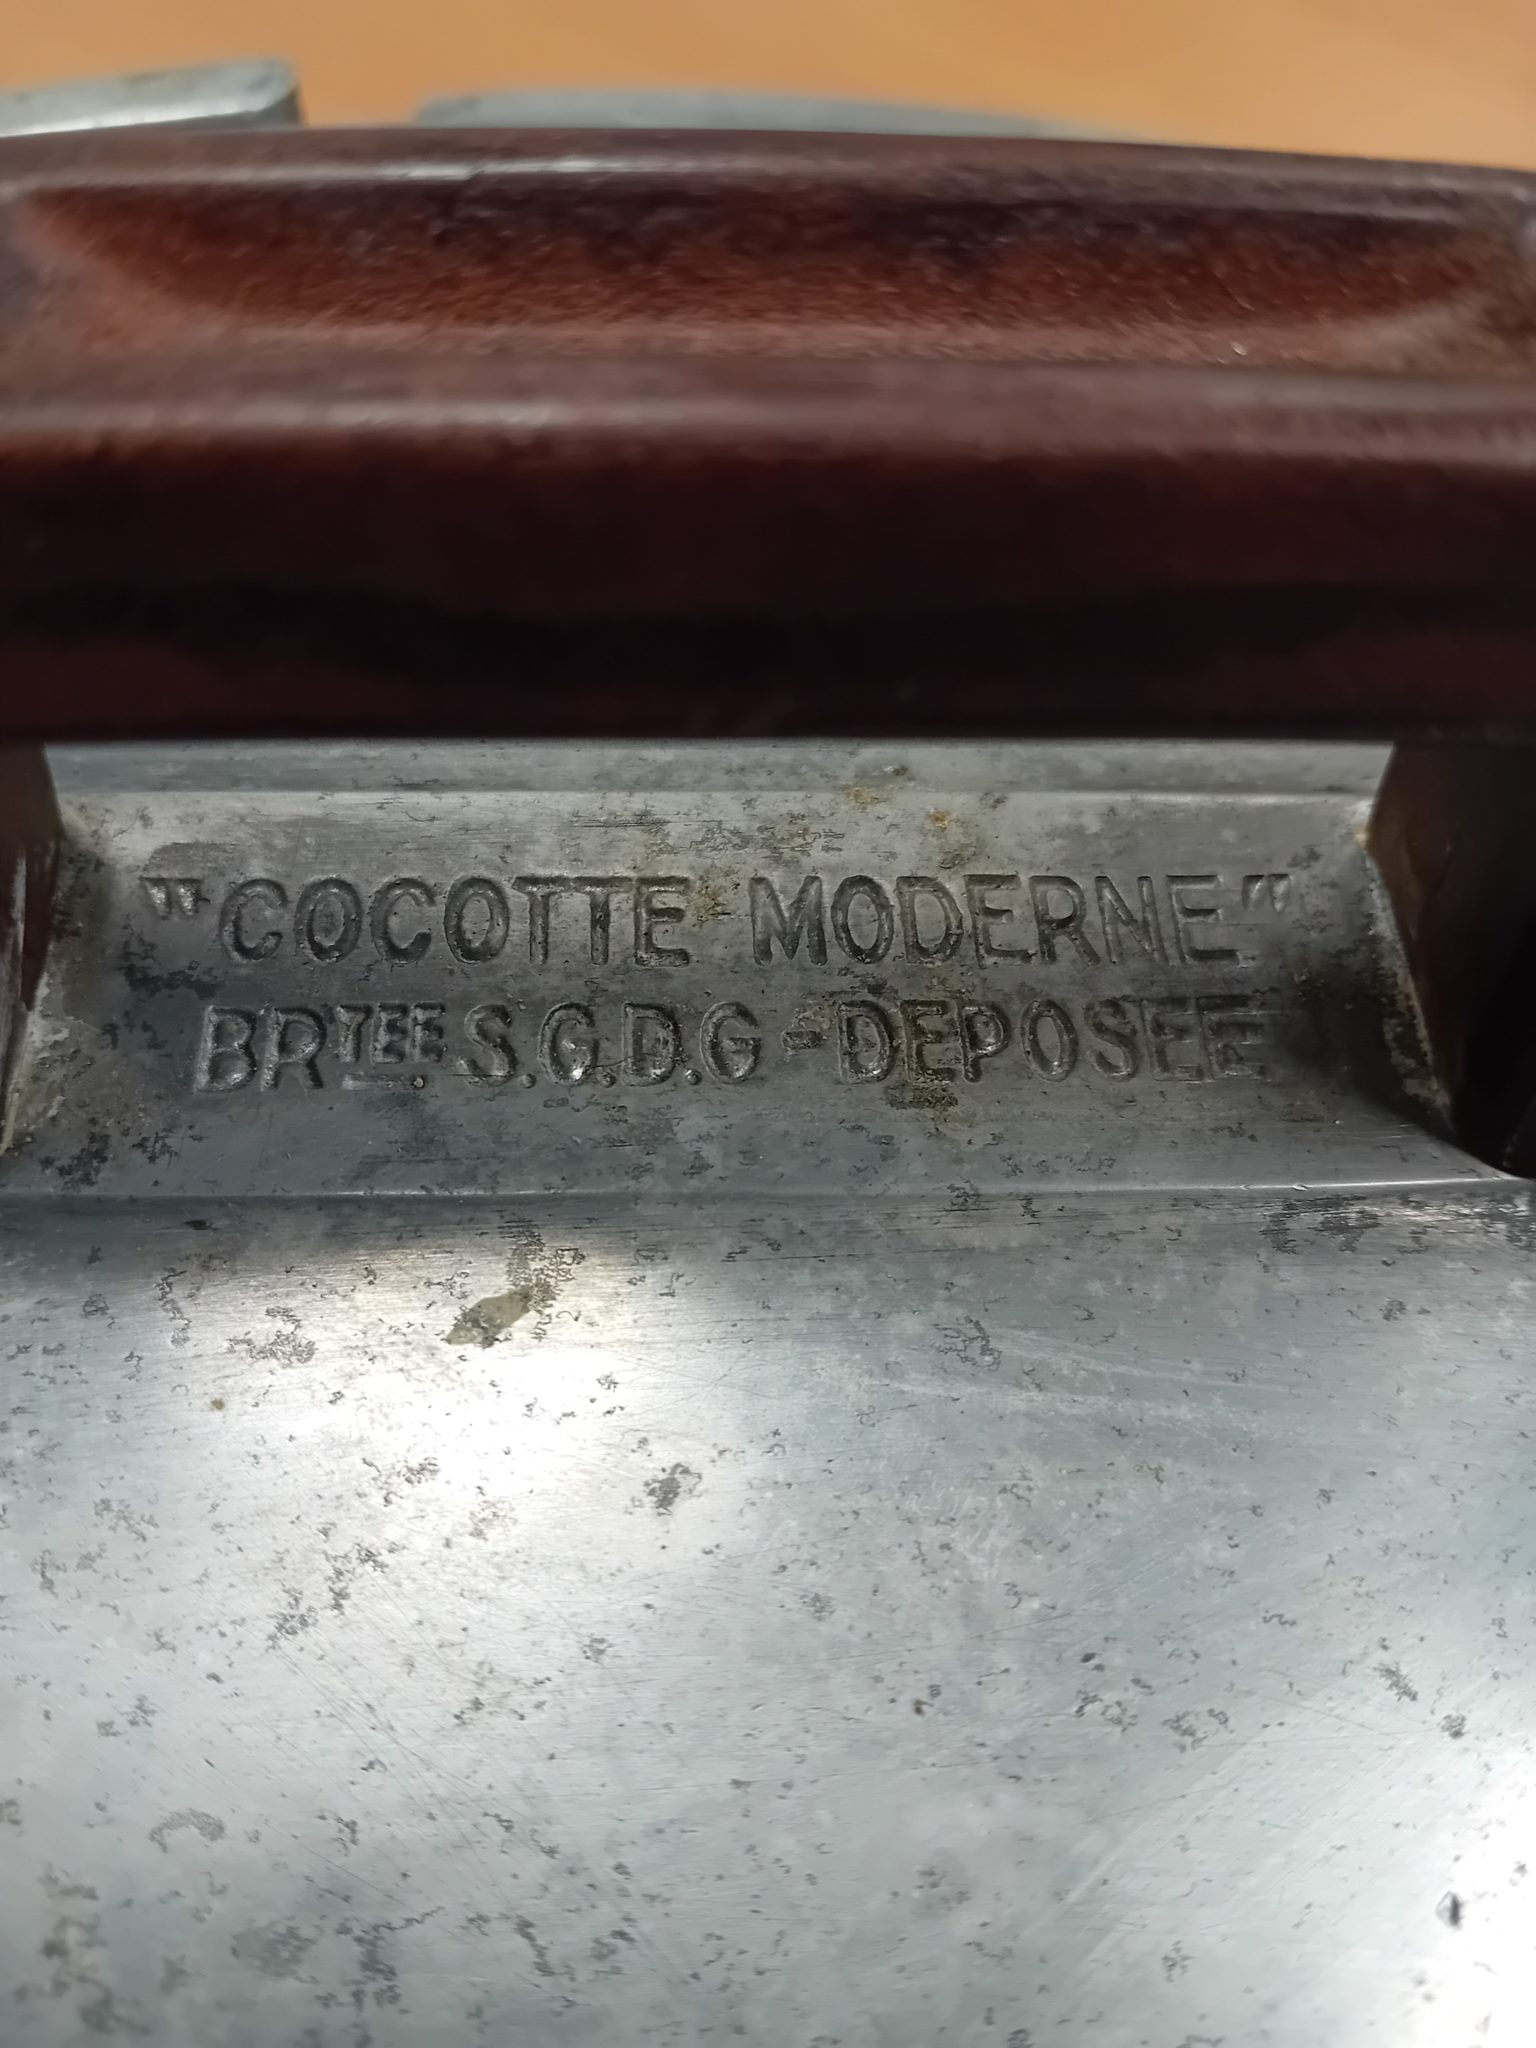 "COCOTTE MODERNE"
BRTEE S.G.D.G - DEPOSEE